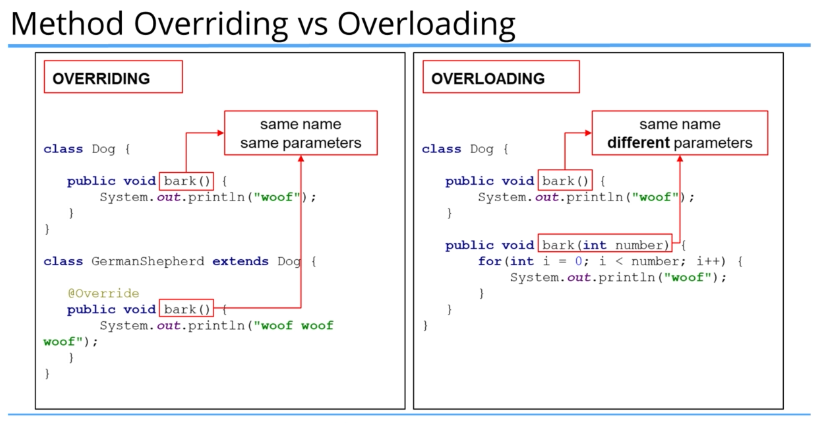 Method Overriding vs Overloading
OVERRIDING
same name
same parameters
class Dog {
public void bark() {
System.out.println("woof");
}
}
class GermanShepherd extends Dog {
@Override
public void bark() {
System.out.println("woof woof
woof");
}
}
OVERLOADING
same name
different parameters
class Dog {
public void bark() {
System.out.println("woof");
}
public void bark(int number) {
for(int i = 0; i < number; i++) {
System.out.println("woof");
}
}
}